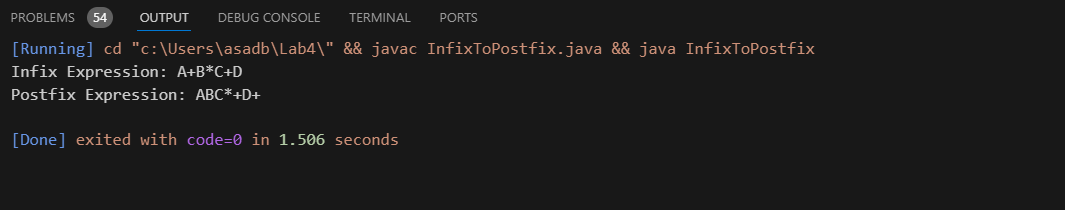 PROBLEMS 54 OUTPUT DEBUG CONSOLE TERMINAL PORTS
[Running] cd "c:\Users\asadb\Lab4\" && javac InfixToPostfix.java && java InfixToPostfix
Infix Expression: A+B*C+D
Postfix Expression: ABC*+D+
[Done] exited with code=0 in 1.506 seconds